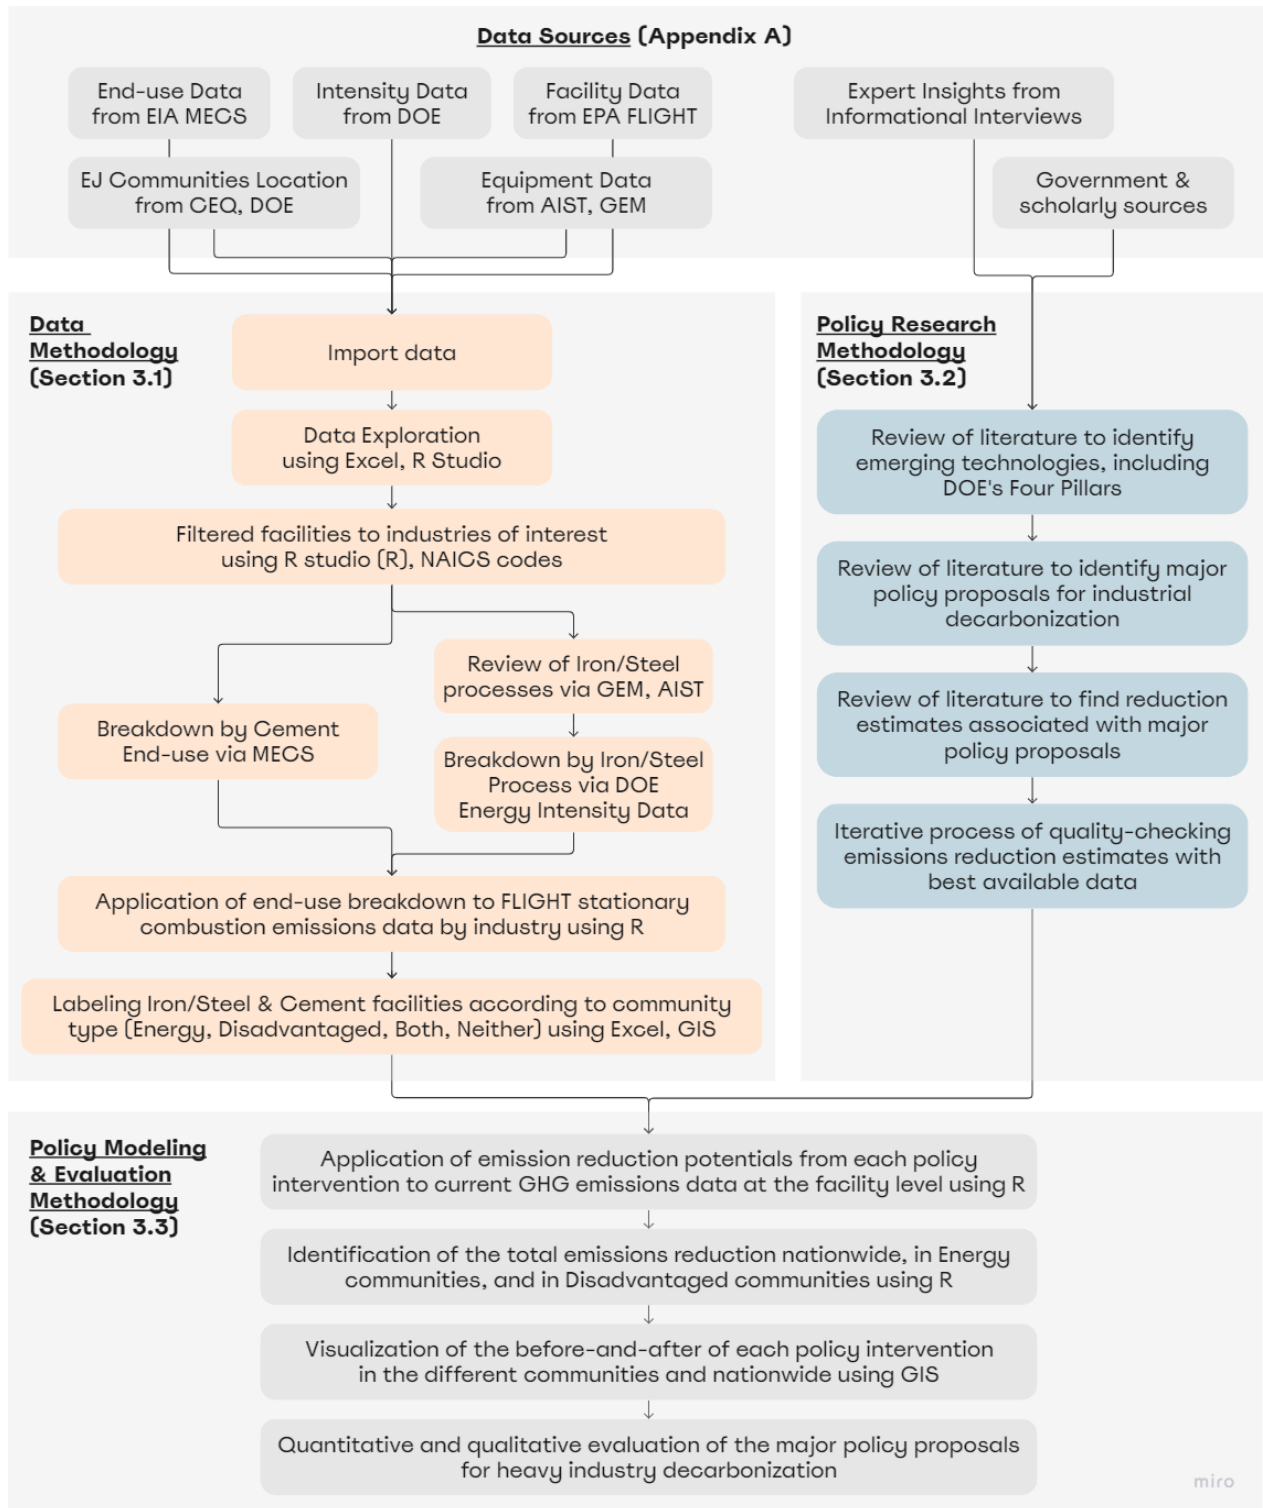 Data Sources (Appendix A)
End-use Data
from EIA MECS
Intensity Data
from DOE
Facility Data
from EPA FLIGHT
Expert Insights from
Informational Interviews
EJ Communities Location
from CEQ, DOE
Equipment Data
from AIST, GEM
Government &
scholarly sources
Data
Methodology
(Section 3.1)
Import data
Data Exploration
using Excel, R Studio
Filtered facilities to industries of interest
using R studio (R), NAICS codes
Review of Iron/Steel
processes via GEM, AIST
Breakdown by Cement
End-use via MECS
Breakdown by Iron/Steel
Process via DOE
Energy Intensity Data
Application of end-use breakdown to FLIGHT stationary
combustion emissions data by industry using R
Labeling Iron/Steel & Cement facilities according to community
type (Energy, Disadvantaged, Both, Neither) using Excel, GIS
Policy Research
Methodology
(Section 3.2)
Review of literature to identify
emerging technologies, including
DOE's Four Pillars
Review of literature to identify major
policy proposals for industrial
decarbonization
Review of literature to find reduction
estimates associated with major
policy proposals
Iterative process of quality-checking
emissions reduction estimates with
best available data
Policy Modeling
& Evaluation
Methodology
(Section 3.3)
Application of emission reduction potentials from each policy
intervention to current GHG emissions data at the facility level using R
Identification of the total emissions reduction nationwide, in Energy
communities, and in Disadvantaged communities using R
Visualization of the before-and-after of each policy intervention
in the different communities and nationwide using GIS
Quantitative and qualitative evaluation of the major policy proposals
for heavy industry decarbonization
miro